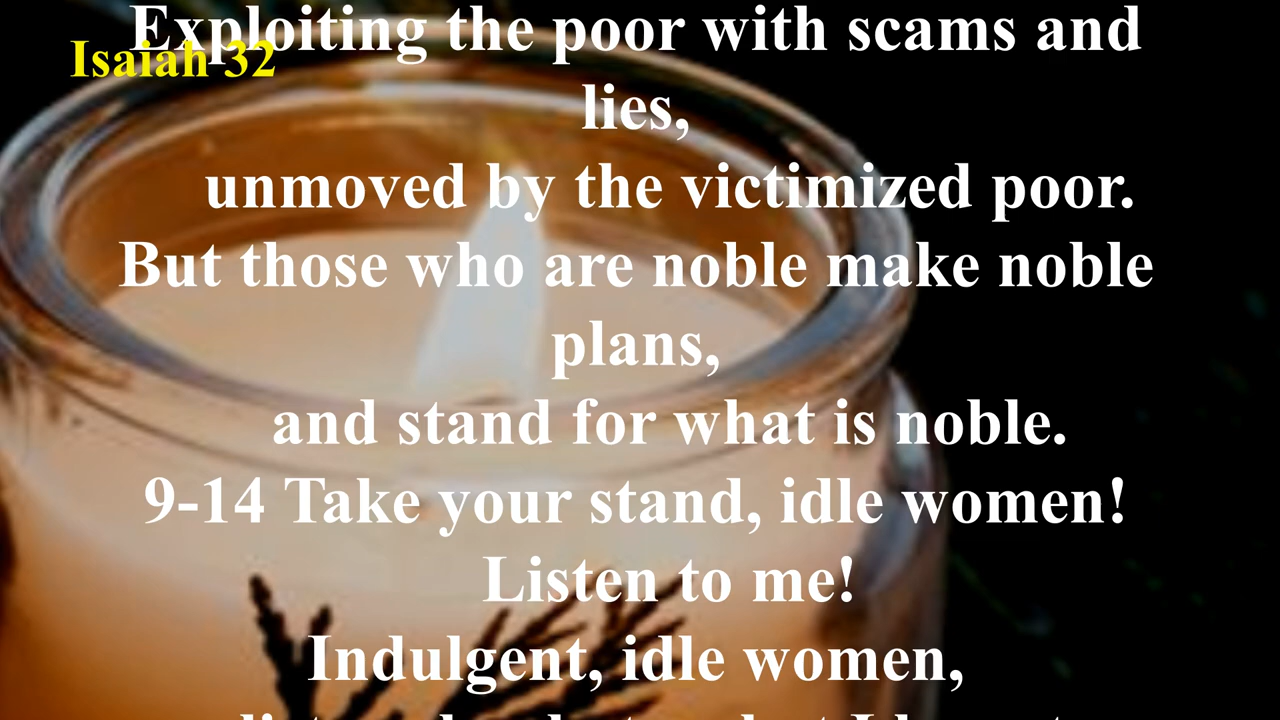 Exploiting the poor with scams and
Isaiah 32
lies,
unmoved by the victimized poor.
But those who are noble make noble
plans,
and stand for what is noble.
9-14 Take your stand, idle women!
Listen to me!
Indulgent, idle women,